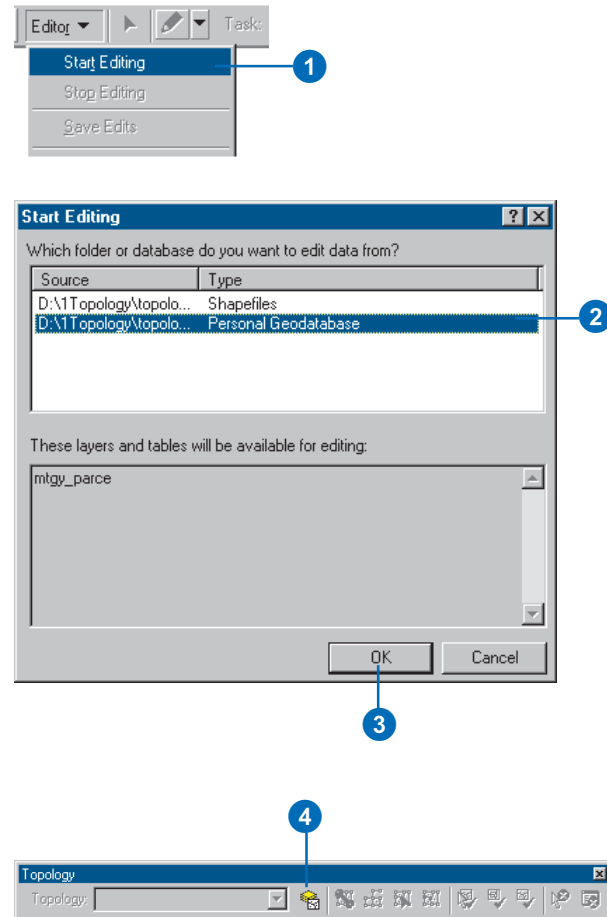 Editor Task:
Start Editing
1
Stop Editing
Save Edits
Start Editing
Which folder or database do you want to edit data from?
Source Type
D:\1Topology\topolo... Shapefiles
D:\1Topology\topolo... Personal Geodatabase
2
These layers and tables will be available for editing:
mtgy_parce
OK Cancel
3
4
Topology
Topology: